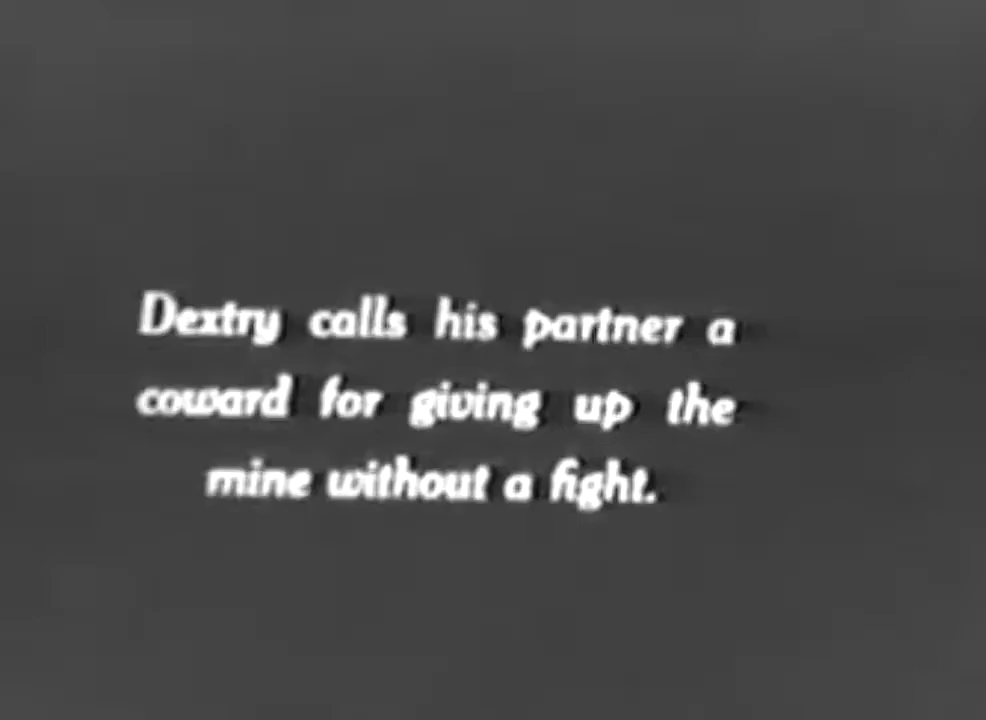 Dextry calls his partner a
coward for giving up the
mine without a fight.